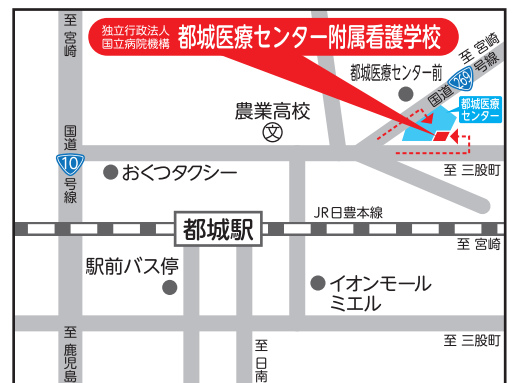 至 宮崎
独立行政法人
国立病院機構
都城医療センター附属看護学校
至 宮崎
国道269号線
都城医療センター前
都城医療
センター
農業高校
文
国道
10
号線
おぐつタクシー
至 三股町
JR日豊本線
都城駅
至 宮崎
駅前バス停
イオンモール
ミエル
至 鹿児島
至 日南
至 三股町